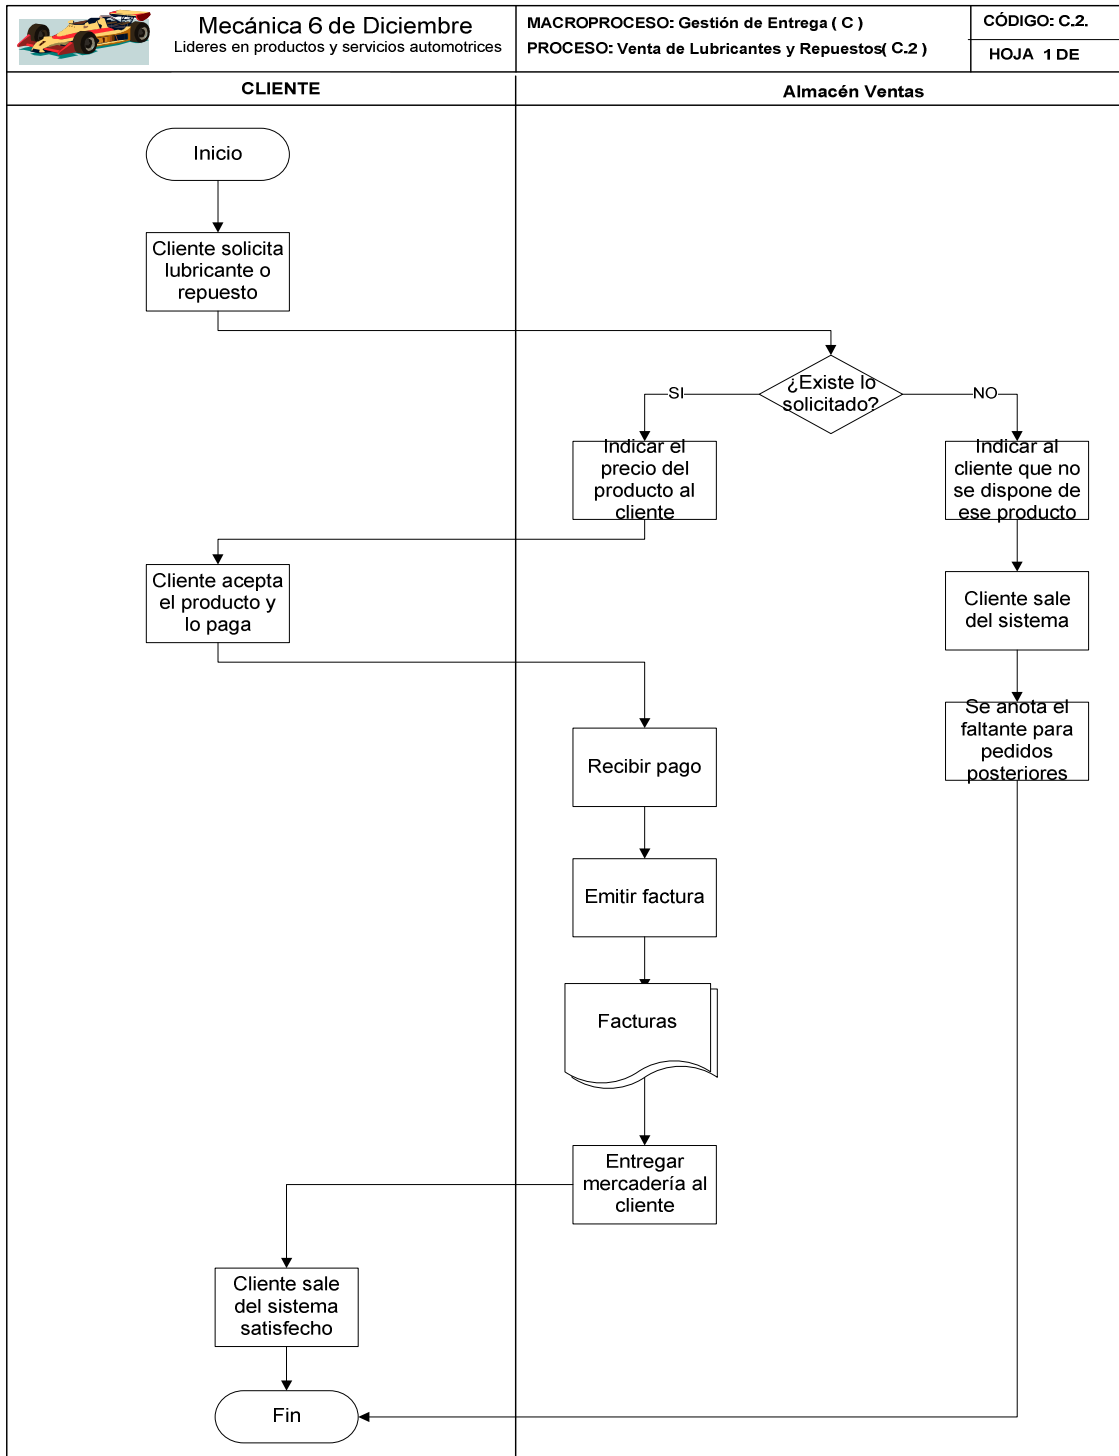 Mecánica 6 de Diciembre
Lideres en productos y servicios automotrices
MACROPROCESO: Gestión de Entrega ( C )
PROCESO: Venta de Lubricantes y Repuestos( C.2 )
CÓDIGO: C.2.
HOJA 1 DE
CLIENTE
Almacén Ventas
Inicio
Cliente solicita
lubricante o
repuesto
¿Existe lo
solicitado?
SI
NO
Indicar el
precio del
producto al
cliente
Indicar al
cliente que no
se dispone de
ese producto
Cliente acepta
el producto y
lo paga
Cliente sale
del sistema
Se anota el
faltante para
pedidos
posteriores
Recibir pago
Emitir factura
Facturas
Entregar
mercadería al
cliente
Cliente sale
del sistema
satisfecho
Fin